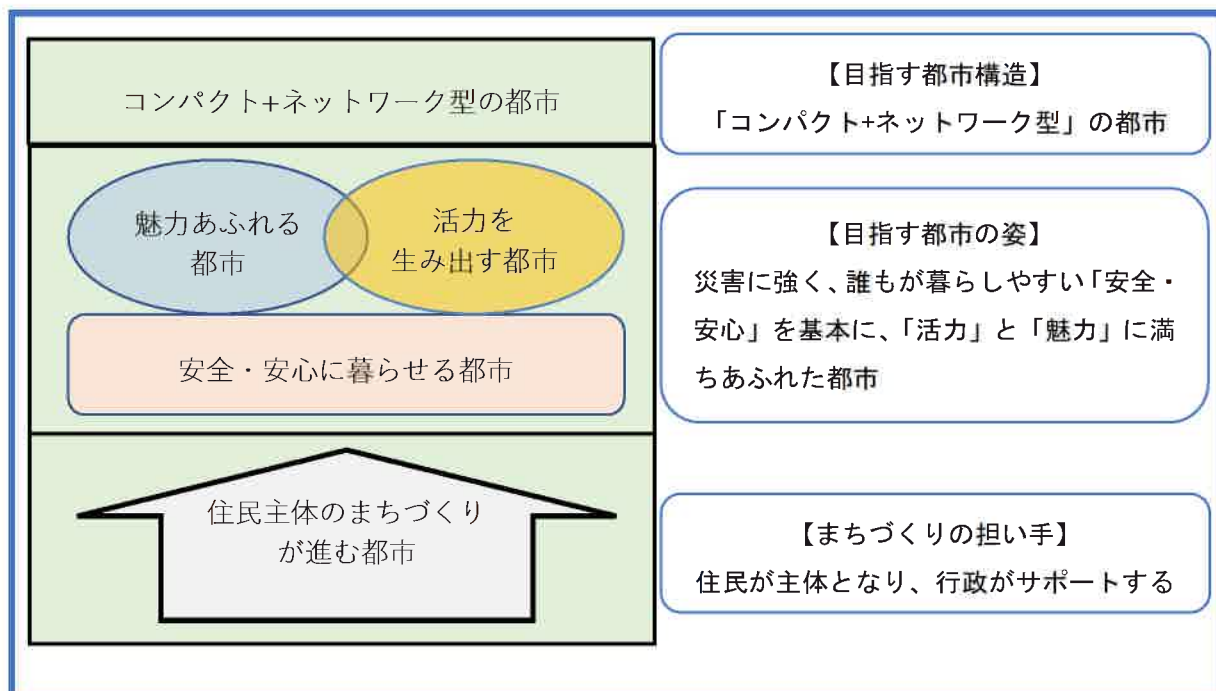 コンパクト+ネットワーク型の都市
【目指す都市構造】
「コンパクト+ネットワーク型」の都市
魅力あふれる
都市
活力を
生み出す都市
安全・安心に暮らせる都市
【目指す都市の姿】
災害に強く、誰もが暮らしやすい「安全・
安心」を基本に、「活力」と「魅力」に満
ちあふれた都市
住民主体のまちづくり
が進む都市
【まちづくりの担い手】
住民が主体となり、行政がサポートする